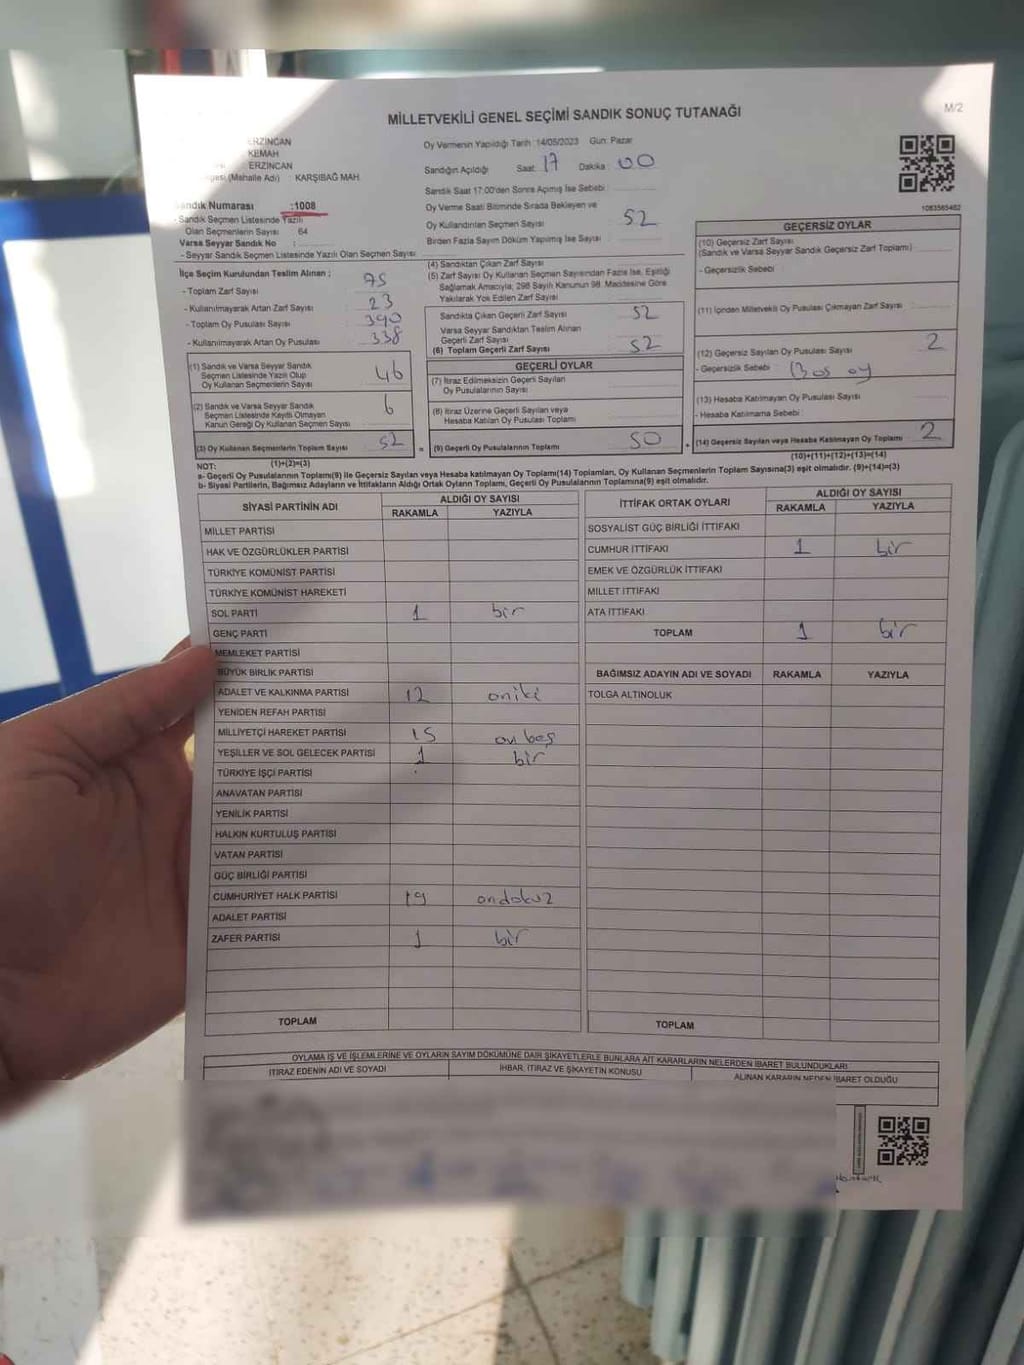 MİLLETVEKİLİ GENEL SEÇİMİ SANDIK SONUÇ TUTANAĞI
M/2
ERZİNCAN
KEMAH
ERZİNCAN
(Mahalle Adı) : KARŞIBAĞ MAH.
Sandık Numarası :1008
- Sandık Seçmen Listesinde Yazılı
Olan Seçmenlerin Sayısı 64
Varsa Seyyar Sandık No :
- Seyyar Sandık Seçmen Listesinde Yazılı Olan Seçmen Sayısı
Oy Vermenin Yapıldığı Tarih :14/05/2023 Gün: Pazar
Sandığın Açıldığı Saat: 17 Dakika: 00
Sandık Saat 17:00'den Sonra Açımış İse Sebebi :
Oy Verme Saati Bitiminde Sırada Bekleyen ve
Oy Kullandırılan Seçmen Sayısı : 52
Birden Fazla Sayım Döküm Yapılmış İse Sayısı :
1083565402
İlçe Seçim Kurulundan Teslim Alınan ;
- Toplam Zarf Sayısı : 75
- Kullanılmayarak Artan Zarf Sayısı : 23
- Toplam Oy Pusulası Sayısı : 390
- Kullanılmayarak Artan Oy Pusulası : 338
(1) Sandık ve Varsa Seyyar Sandık
Seçmen Listesinde Yazılı Olup
Oy Kullanan Seçmenlerin Sayısı 46
(2) Sandık ve Varsa Seyyar Sandık
Seçmen Listesinde Kayıtlı Olmayan
Kanun Gereği Oy Kullanan Seçmen Sayısı 6
(3) Oy Kullanan Seçmenlerin Toplam Sayısı 52
(1)+(2)=(3)
(4) Sandıktan Çıkan Zarf Sayısı
(5) Zarf Sayısı Oy Kullanan Seçmen Sayısından Fazla İse, Eşitliği
Sağlamak Amacıyla; 298 Sayılı Kanunun 98. Maddesine Göre
Yakılarak Yok Edilen Zarf Sayısı
Sandıkta Çıkan Geçerli Zarf Sayısı : 52
Varsa Seyyar Sandıktan Teslim Alınan
Geçerli Zarf Sayısı :
(6) Toplam Geçerli Zarf Sayısı 52
GEÇERLİ OYLAR
(7) İtiraz Edilmeksizin Geçerli Sayılan
Oy Pusulalarının Sayısı
(8) İtiraz Üzerine Geçerli Sayılan veya
Hesaba Katılan Oy Pusulası Toplamı
= (9) Geçerli Oy Pusulalarının Toplamı 50
GEÇERSİZ OYLAR
(10) Geçersiz Zarf Sayısı
(Sandık ve Varsa Seyyar Sandık Geçersiz Zarf Toplamı)
- Geçersizlik Sebebi :
(11) İçinden Milletvekili Oy Pusulası Çıkmayan Zarf Sayısı :
(12) Geçersiz Sayılan Oy Pusulası Sayısı : 2
- Geçersizlik Sebebi : Boş oy
(13) Hesaba Katılmayan Oy Pusulası Sayısı :
- Hesaba Katılmama Sebebi :
+ (14) Geçersiz Sayılan veya Hesaba Katılmayan Oy Toplamı 2
(10)+(11)+(12)+(13)=(14)
NOT:
a- Geçerli Oy Pusulalarının Toplamı(9) ile Geçersiz Sayılan veya Hesaba katılmayan Oy Toplamı(14) Toplamları, Oy Kullanan Seçmenlerin Toplam Sayısına(3) eşit olmalıdır. (9)+(14)=(3)
b- Siyasi Partilerin, Bağımsız Adayların ve İttifakların Aldığı Ortak Oyların Toplamı, Geçerli Oy Pusulalarının Toplamına(9) eşit olmalıdır.
SİYASİ PARTİNİN ADI ALDIĞI OY SAYISI
RAKAMLA YAZIYLA
MİLLET PARTİSİ
HAK VE ÖZGÜRLÜKLER PARTİSİ
TÜRKİYE KOMÜNİST PARTİSİ
TÜRKİYE KOMÜNİST HAREKETİ
SOL PARTİ 1 bir
GENÇ PARTİ
MEMLEKET PARTİSİ
BÜYÜK BİRLİK PARTİSİ
ADALET VE KALKINMA PARTİSİ 12 oniki
YENİDEN REFAH PARTİSİ
MİLLİYETÇİ HAREKET PARTİSİ 15 on beş
YEŞİLLER VE SOL GELECEK PARTİSİ 1 bir
TÜRKİYE İŞÇİ PARTİSİ
ANAVATAN PARTİSİ
YENİLİK PARTİSİ
HALKIN KURTULUŞ PARTİSİ
VATAN PARTİSİ
GÜÇ BİRLİĞİ PARTİSİ
CUMHURİYET HALK PARTİSİ 19 ondokuz
ADALET PARTİSİ
ZAFER PARTİSİ 1 bir
TOPLAM
İTTİFAK ORTAK OYLARI ALDIĞI OY SAYISI
RAKAMLA YAZIYLA
SOSYALİST GÜÇ BİRLİĞİ İTTİFAKI
CUMHUR İTTİFAKI 1 bir
EMEK VE ÖZGÜRLÜK İTTİFAKI
MİLLET İTTİFAKI
ATA İTTİFAKI
TOPLAM 1 bir
BAĞIMSIZ ADAYIN ADI VE SOYADI RAKAMLA YAZIYLA
TOLGA ALTINOLUK
TOPLAM
OYLAMA İŞ VE İŞLEMLERİNE VE OYLARIN SAYIM DÖKÜMÜNE DAİR ŞİKAYETLERLE BUNLARA AİT KARARLARIN NELERDEN İBARET BULUNDUKLARI
İTİRAZ EDENİN ADI VE SOYADI İHBAR, İTİRAZ VE ŞİKAYETİN KONUSU ALINAN KARARIN NEDEN İBARET OLDUĞU